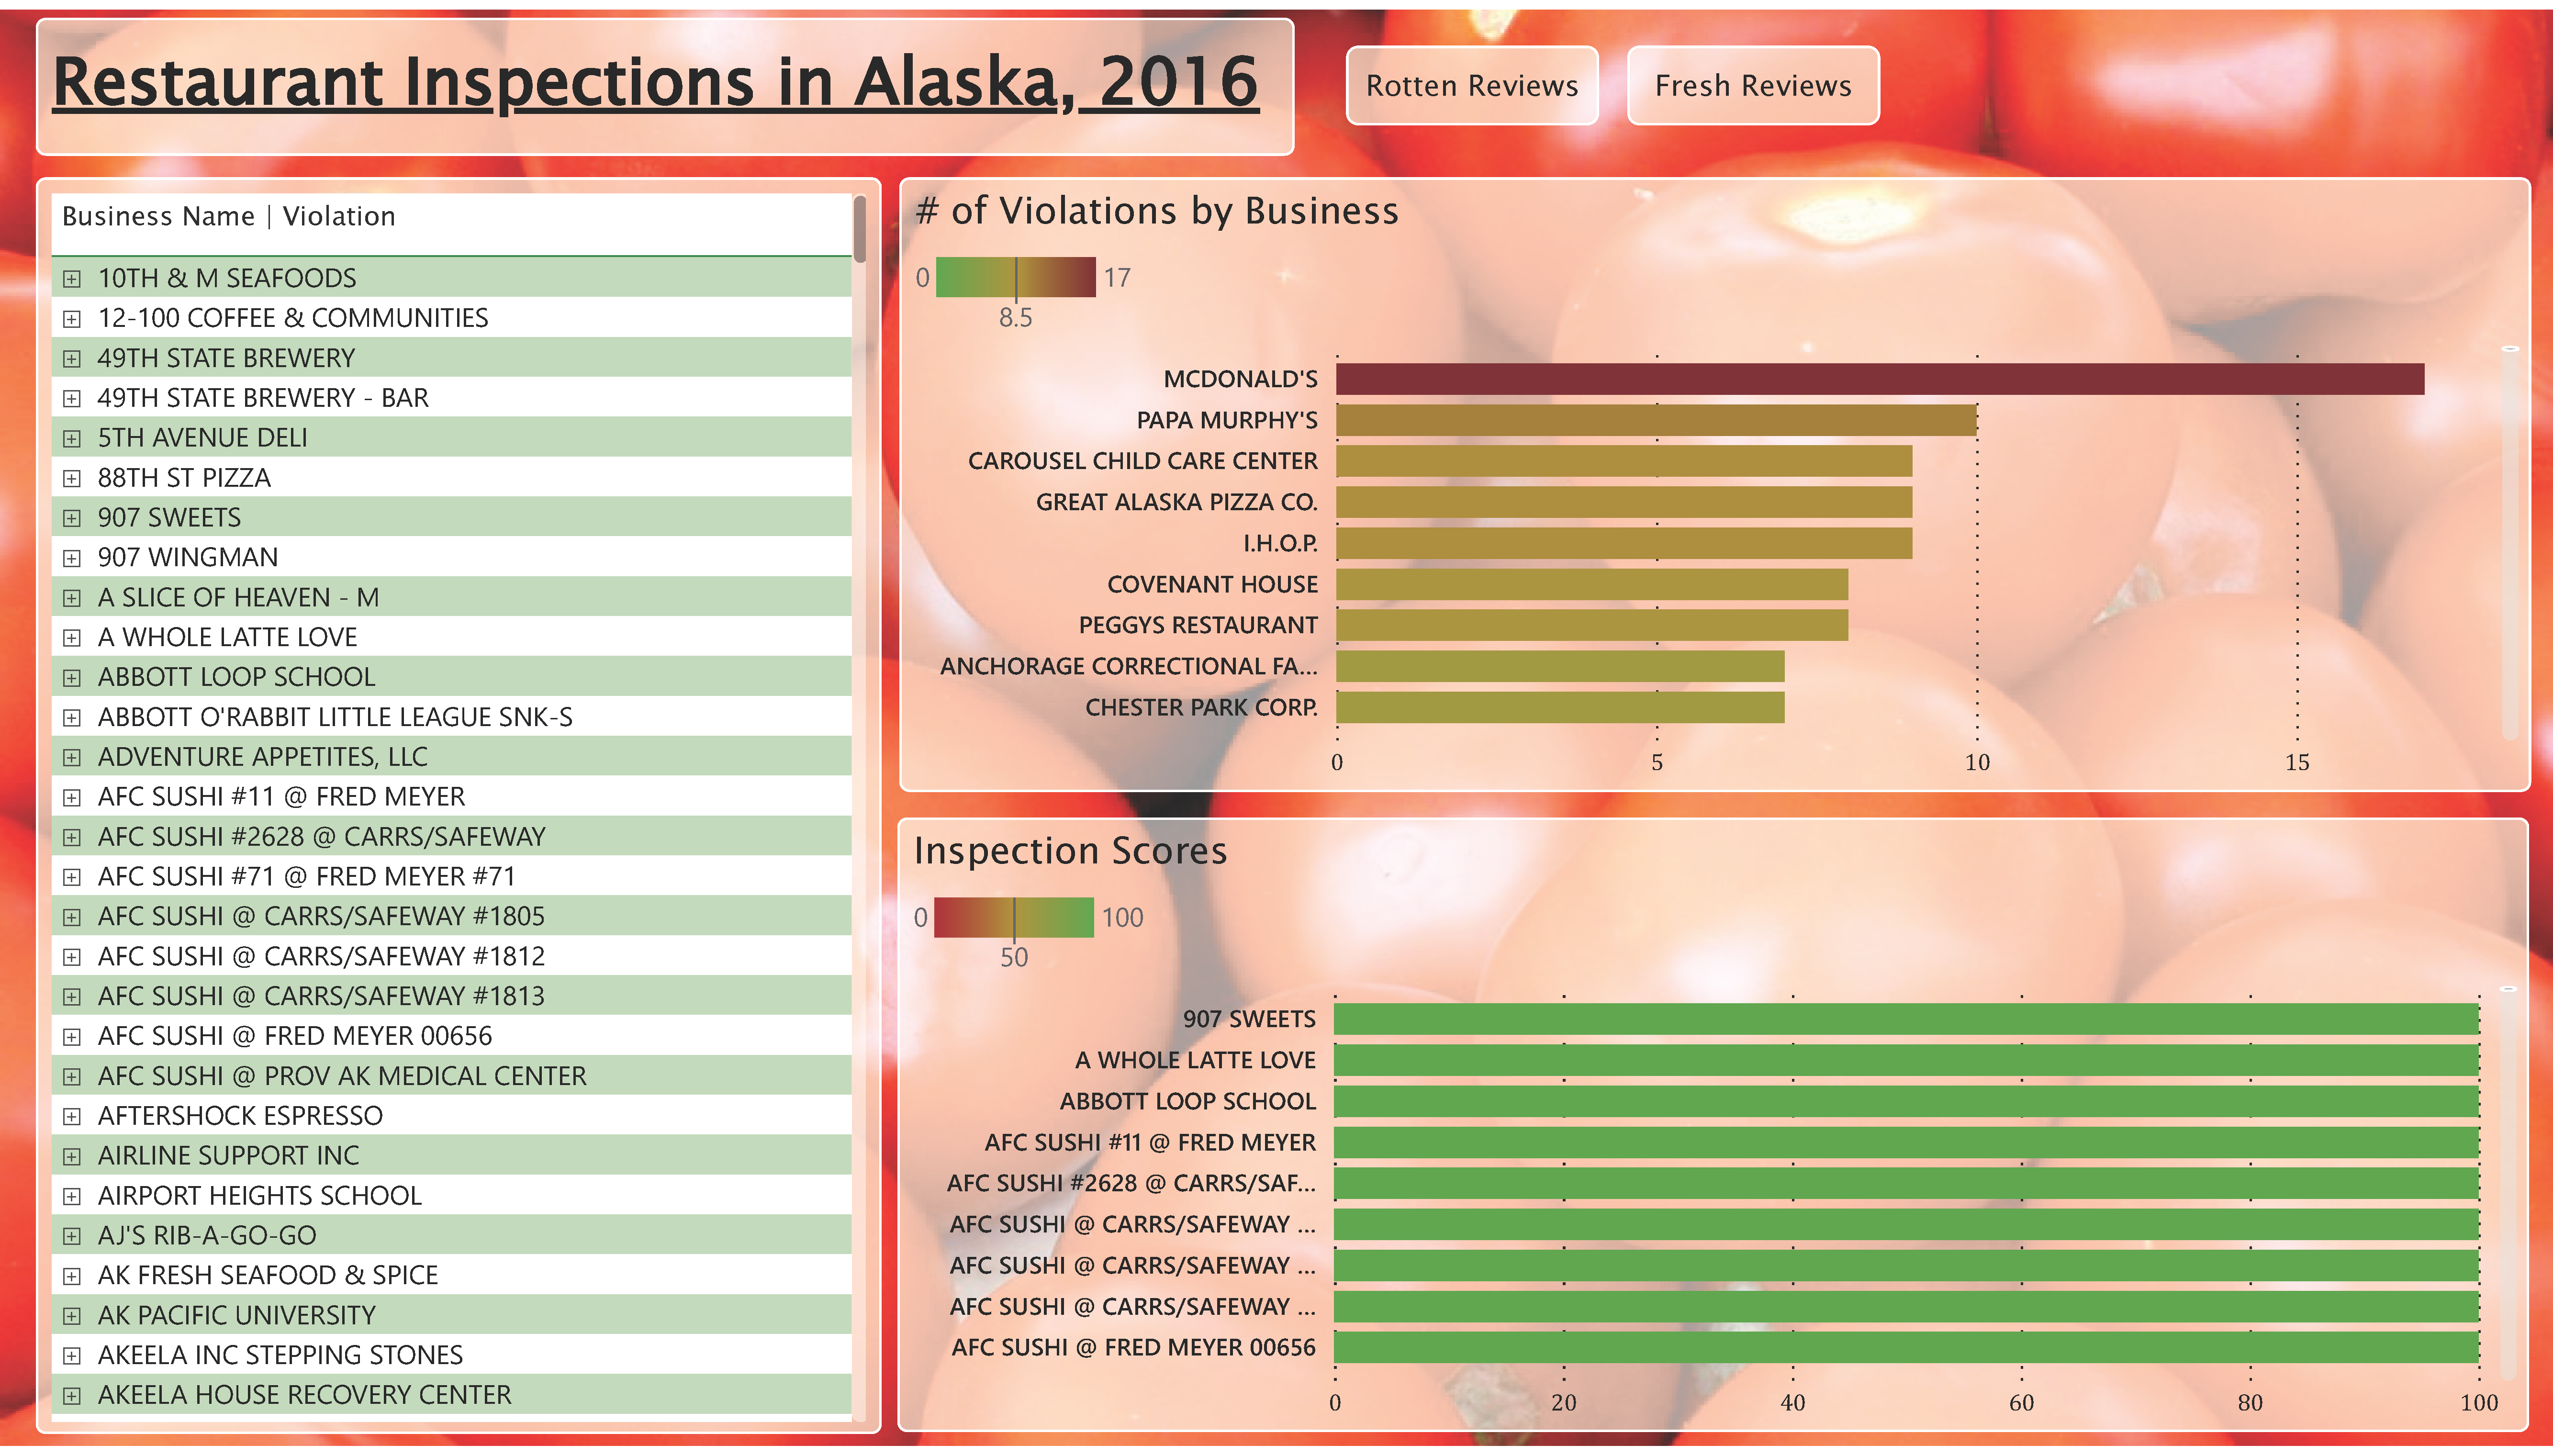 Restaurant Inspections in Alaska, 2016
Rotten Reviews
Fresh Reviews
Business Name | Violation
10TH & M SEAFOODS
12-100 COFFEE & COMMUNITIES
49TH STATE BREWERY
49TH STATE BREWERY - BAR
5TH AVENUE DELI
88TH ST PIZZA
907 SWEETS
907 WINGMAN
A SLICE OF HEAVEN - M
A WHOLE LATTE LOVE
ABBOTT LOOP SCHOOL
ABBOTT O'RABBIT LITTLE LEAGUE SNK-S
ADVENTURE APPETITES, LLC
AFC SUSHI #11 @ FRED MEYER
AFC SUSHI #2628 @ CARRS/SAFEWAY
AFC SUSHI #71 @ FRED MEYER #71
AFC SUSHI @ CARRS/SAFEWAY #1805
AFC SUSHI @ CARRS/SAFEWAY #1812
AFC SUSHI @ CARRS/SAFEWAY #1813
AFC SUSHI @ FRED MEYER 00656
AFC SUSHI @ PROV AK MEDICAL CENTER
AFTERSHOCK ESPRESSO
AIRLINE SUPPORT INC
AIRPORT HEIGHTS SCHOOL
AJ'S RIB-A-GO-GO
AK FRESH SEAFOOD & SPICE
AK PACIFIC UNIVERSITY
AKEELA INC STEPPING STONES
AKEELA HOUSE RECOVERY CENTER
# of Violations by Business
0 17
8.5
MCDONALD'S
PAPA MURPHY'S
CAROUSEL CHILD CARE CENTER
GREAT ALASKA PIZZA CO.
I.H.O.P.
COVENANT HOUSE
PEGGYS RESTAURANT
ANCHORAGE CORRECTIONAL FA...
CHESTER PARK CORP.
0 5 10 15
Inspection Scores
0 100
50
907 SWEETS
A WHOLE LATTE LOVE
ABBOTT LOOP SCHOOL
AFC SUSHI #11 @ FRED MEYER
AFC SUSHI #2628 @ CARRS/SAF...
AFC SUSHI @ CARRS/SAFEWAY ...
AFC SUSHI @ CARRS/SAFEWAY ...
AFC SUSHI @ CARRS/SAFEWAY ...
AFC SUSHI @ FRED MEYER 00656
0 20 40 60 80 100